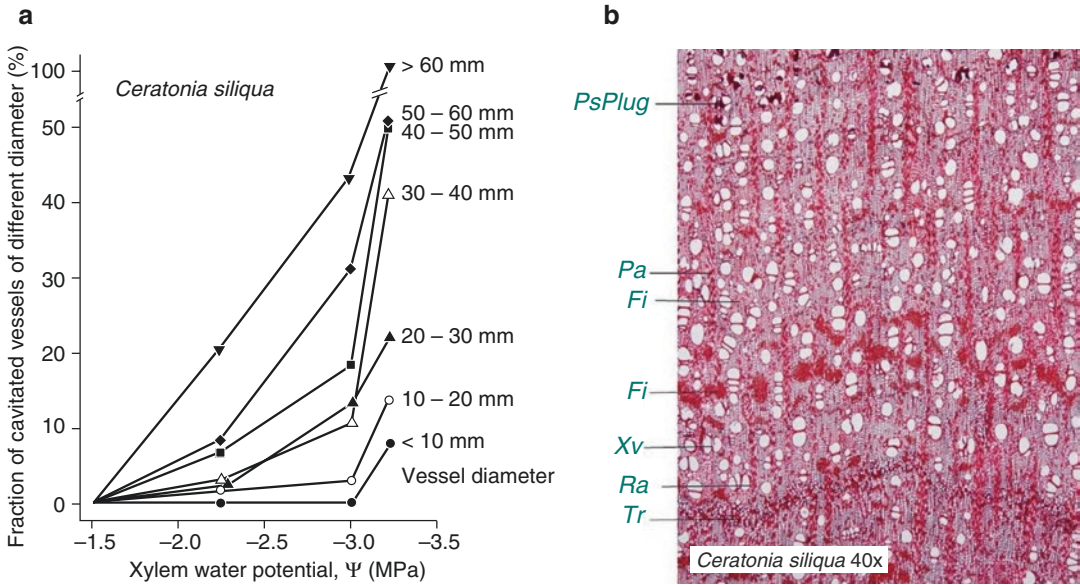 a
Fraction of cavitated vessels of different diameter (%)
100
50
40
30
20
10
0
Ceratonia siliqua
> 60 mm
50 – 60 mm
40 – 50 mm
30 – 40 mm
20 – 30 mm
10 – 20 mm
< 10 mm
Vessel diameter
–1.5
–2.0
–2.5
–3.0
–3.5
Xylem water potential, Ψ (MPa)
b
PsPlug
Pa
Fi
Fi
Xv
Ra
Tr
Ceratonia siliqua 40x